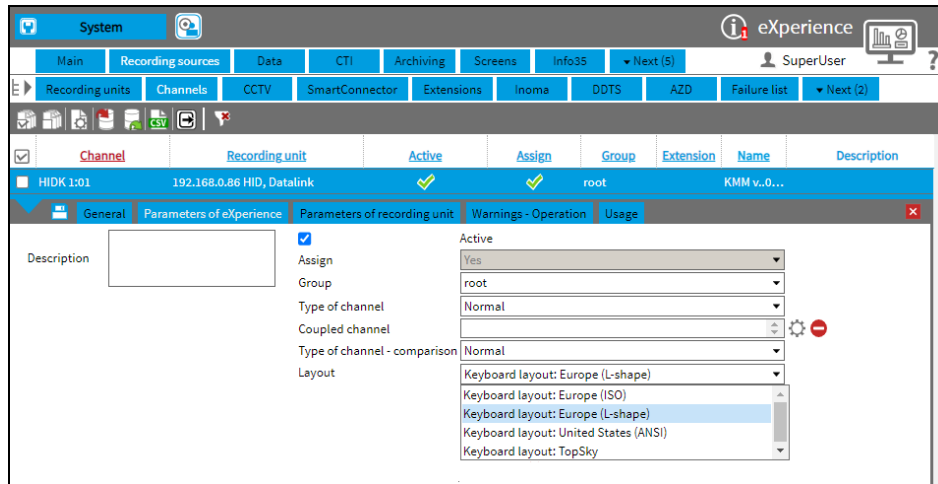 System
eXperience
1
Main Recording sources Data CTI Archiving Screens Info35 ▾ Next (5) SuperUser ?
E Recording units Channels CCTV SmartConnector Extensions Inoma DDTS AZD Failure list ▾ Next (2)
CSV
Channel Recording unit Active Assign Group Extension Name Description
HIDK 1:01 192.168.0.86 HID, Datalink root KMM v..0...
General Parameters of eXperience Parameters of recording unit Warnings - Operation Usage
Description
Active
Assign Yes
Group root
Type of channel Normal
Coupled channel
Type of channel - comparison Normal
Layout Keyboard layout: Europe (L-shape)
Keyboard layout: Europe (ISO)
Keyboard layout: Europe (L-shape)
Keyboard layout: United States (ANSI)
Keyboard layout: TopSky